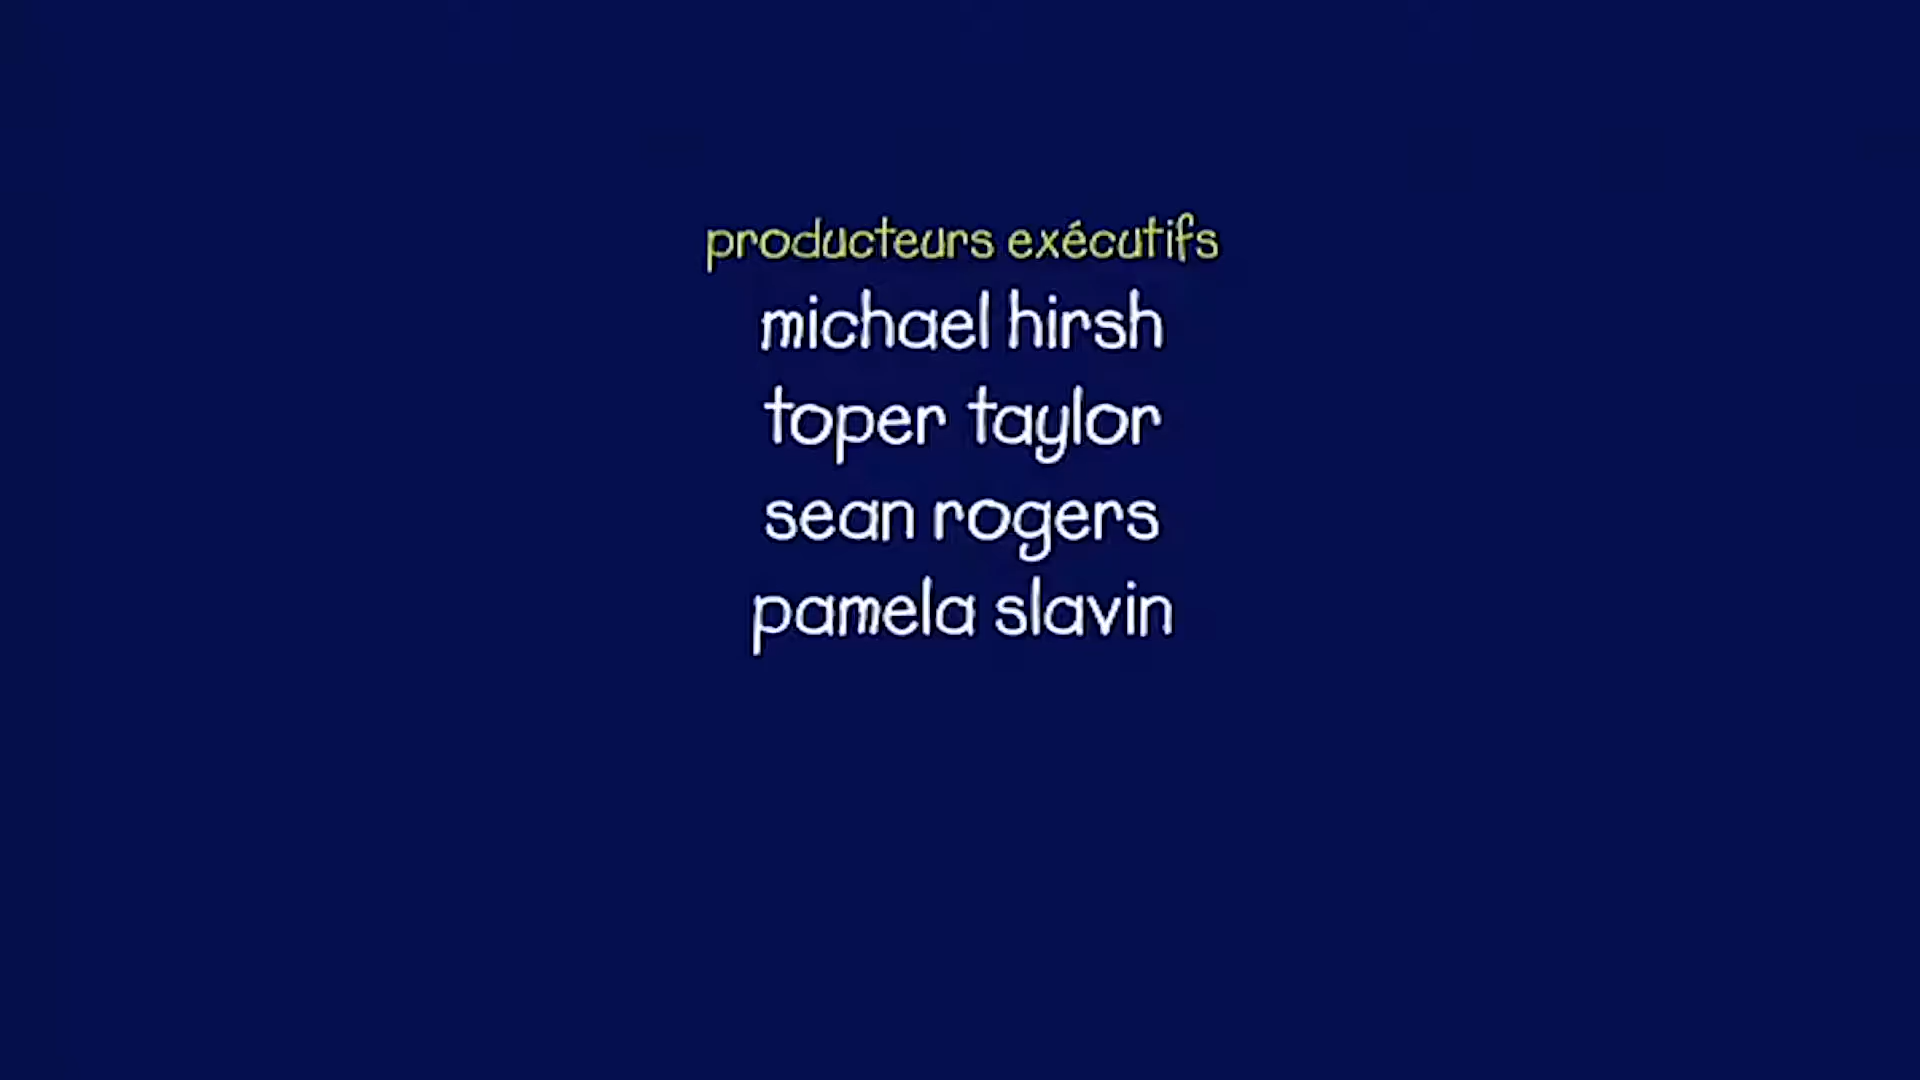 producteurs exécutifs
michael hirsh
toper taylor
sean rogers
pamela slavin